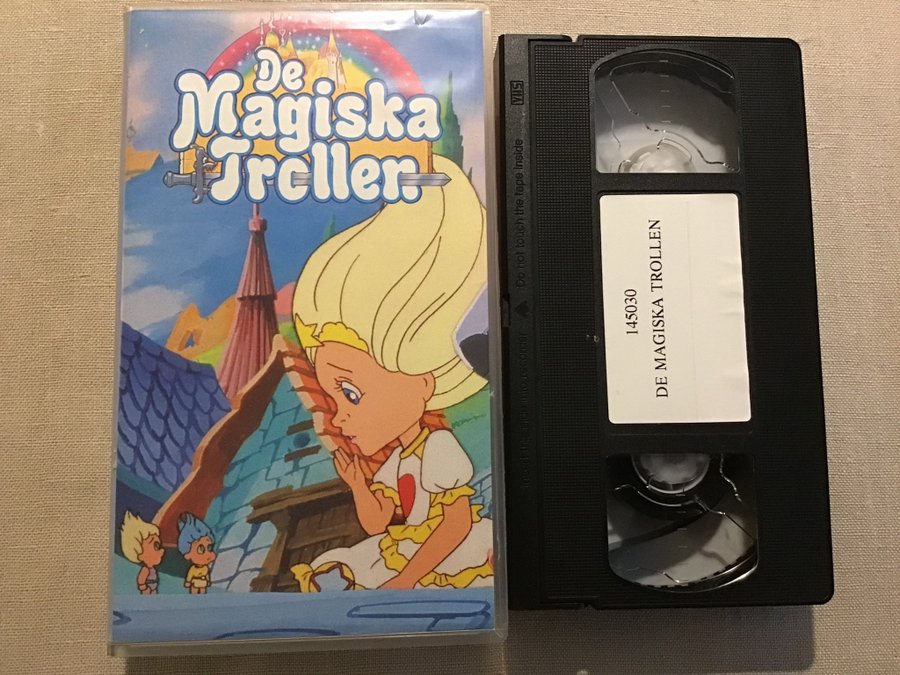 De
Magiska
Trollen
VHS
Do not touch the tape inside
145030
DE MAGISKA TROLLEN